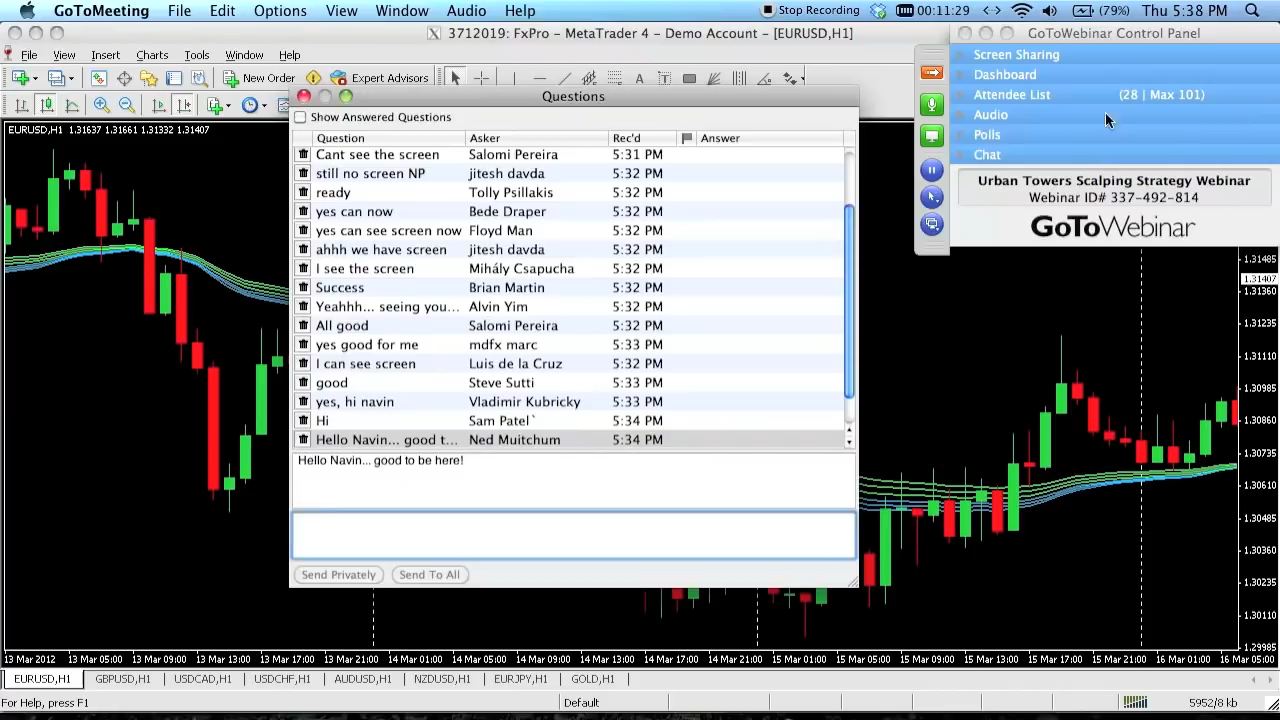 GoToMeeting File Edit Options View Window Audio Help Stop Recording 00:11:29 (79%) Thu 5:38 PM
3712019: FxPro - MetaTrader 4 - Demo Account - [EURUSD,H1]
GoToWebinar Control Panel
File View Insert Charts Tools Window Help
New Order Expert Advisors
Screen Sharing
Dashboard
Attendee List (28 | Max 101)
Audio
Polls
Chat
Urban Towers Scalping Strategy Webinar
Webinar ID# 337-492-814
GoToWebinar
EURUSD,H1 1.31637 1.31661 1.31332 1.31407
Questions
Show Answered Questions
Question Asker Rec'd Answer
Cant see the screen Salomi Pereira 5:31 PM
still no screen NP jitesh davda 5:32 PM
ready Tolly Psillakis 5:32 PM
yes can now Bede Draper 5:32 PM
yes can see screen now Floyd Man 5:32 PM
ahhh we have screen jitesh davda 5:32 PM
I see the screen Mihály Csapucha 5:32 PM
Success Brian Martin 5:32 PM
Yeahhh... seeing you... Alvin Yim 5:32 PM
All good Salomi Pereira 5:32 PM
yes good for me mdfx marc 5:33 PM
I can see screen Luis de la Cruz 5:32 PM
good Steve Sutti 5:33 PM
yes, hi navin Vladimir Kubricky 5:33 PM
Hi Sam Patel` 5:34 PM
Hello Navin... good t... Ned Muitchum 5:34 PM
Hello Navin... good to be here!
Send Privately Send To All
1.31485
1.31407
1.31360
1.31235
1.31110
1.30985
1.30860
1.30735
1.30610
1.30485
1.30360
1.30235
1.30110
1.29985
13 Mar 2012 13 Mar 05:00 13 Mar 09:00 13 Mar 13:00 13 Mar 17:00 13 Mar 21:00 14 Mar 01:00 14 Mar 05:00 14 Mar 09:00 14 Mar 13:00 14 Mar 17:00 14 Mar 21:00 15 Mar 01:00 15 Mar 05:00 15 Mar 09:00 15 Mar 13:00 15 Mar 17:00 15 Mar 21:00 16 Mar 01:00 16 Mar 05:00
EURUSD,H1 GBPUSD,H1 USDCAD,H1 USDCHF,H1 AUDUSD,H1 NZDUSD,H1 EURJPY,H1 GOLD,H1
For Help, press F1 Default 5952/8 kb